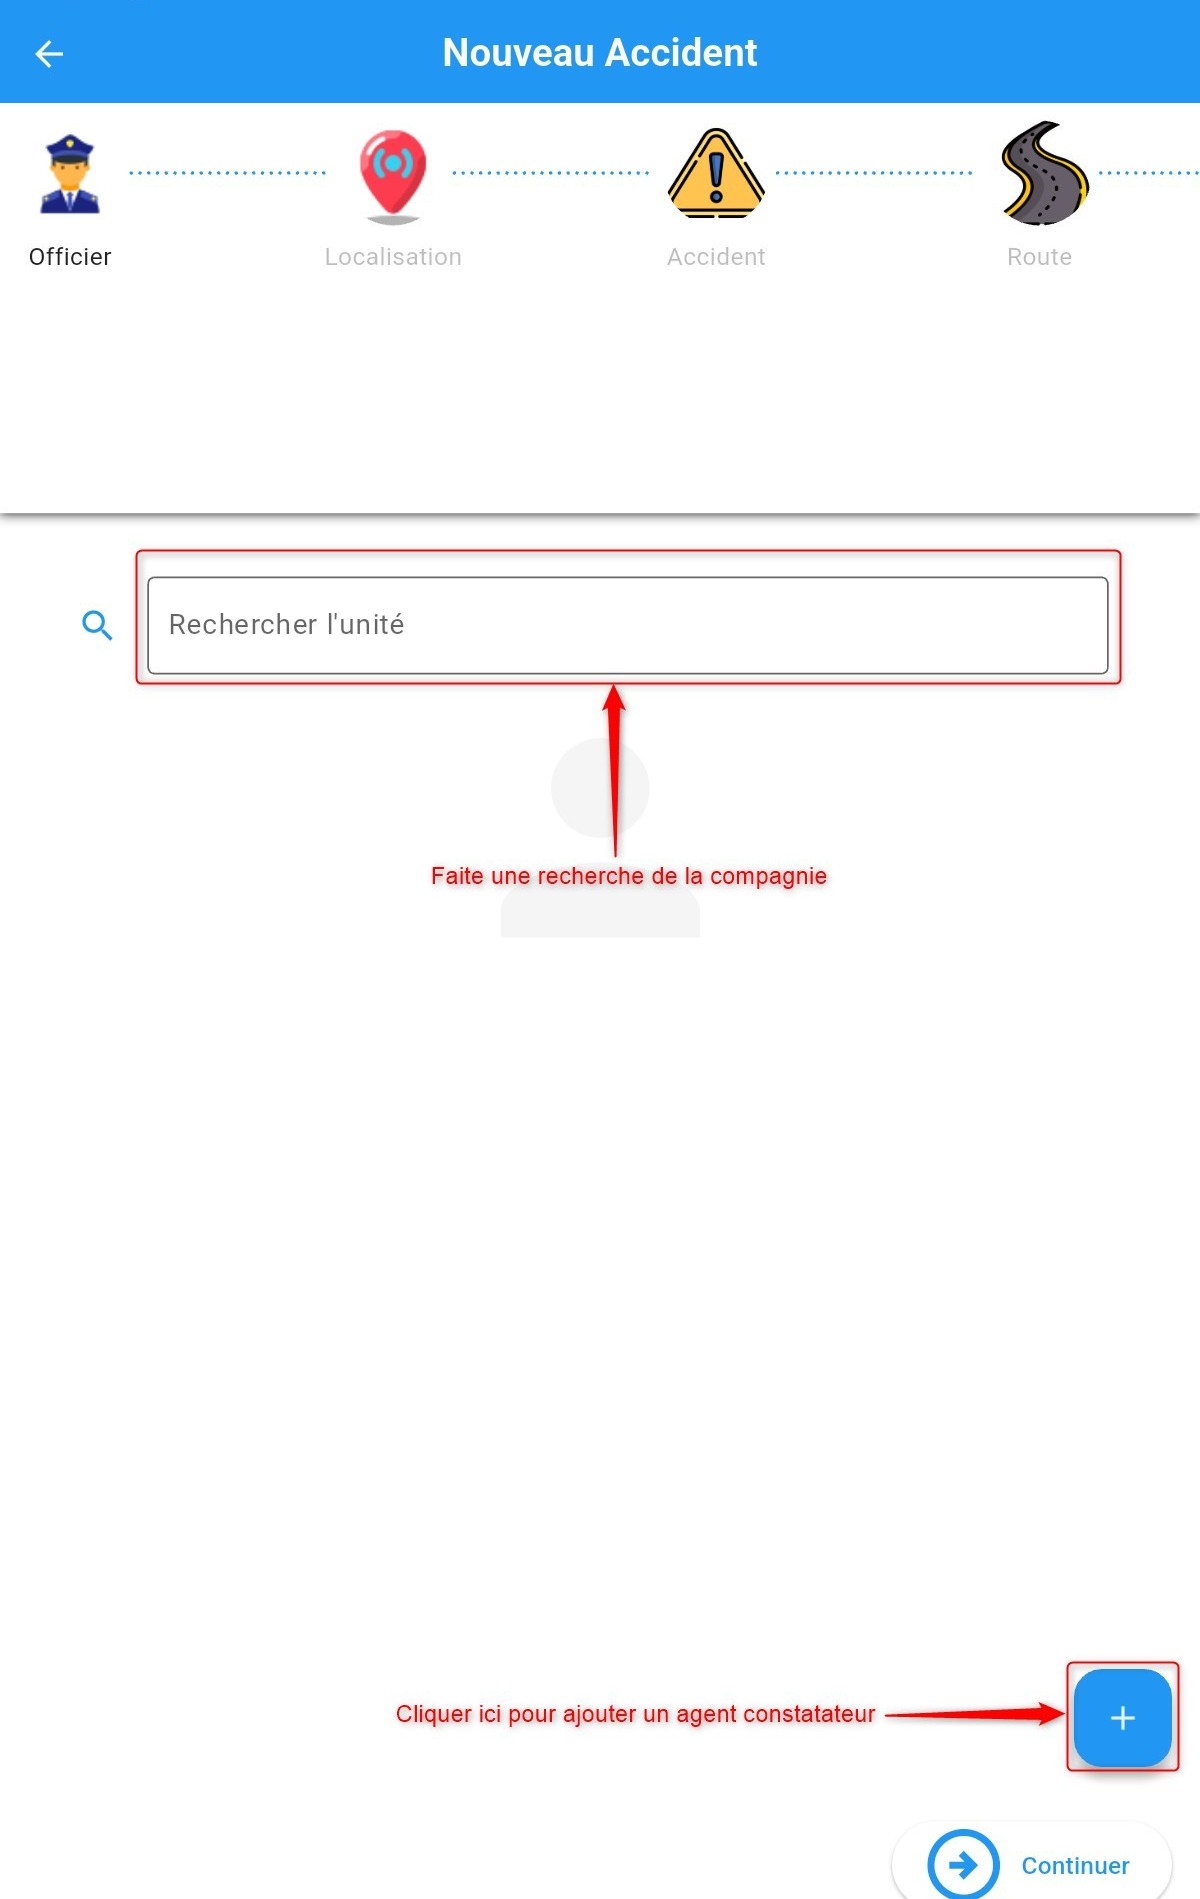 Nouveau Accident
Officier
Localisation
Accident
Route
Rechercher l'unité
Faite une recherche de la compagnie
Cliquer ici pour ajouter un agent constatateur
Continuer